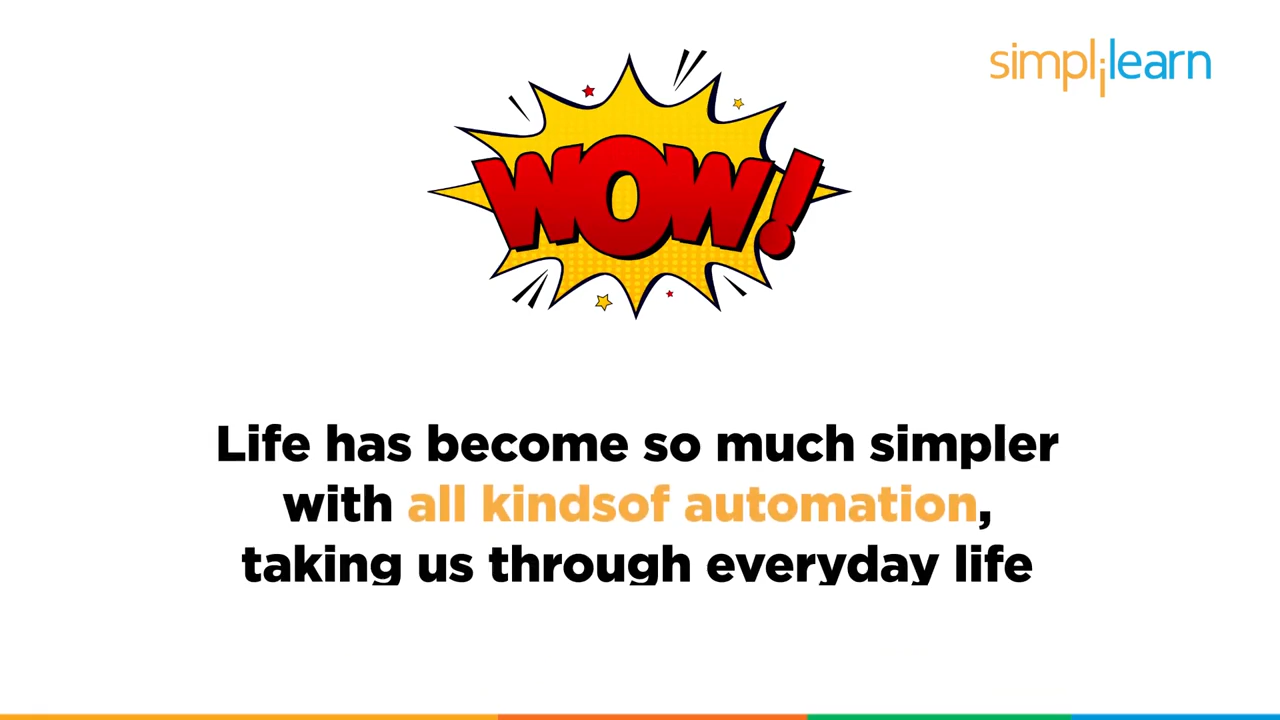 simplilearn
WOW!
Life has become so much simpler
with all kindsof automation,
taking us through everyday life